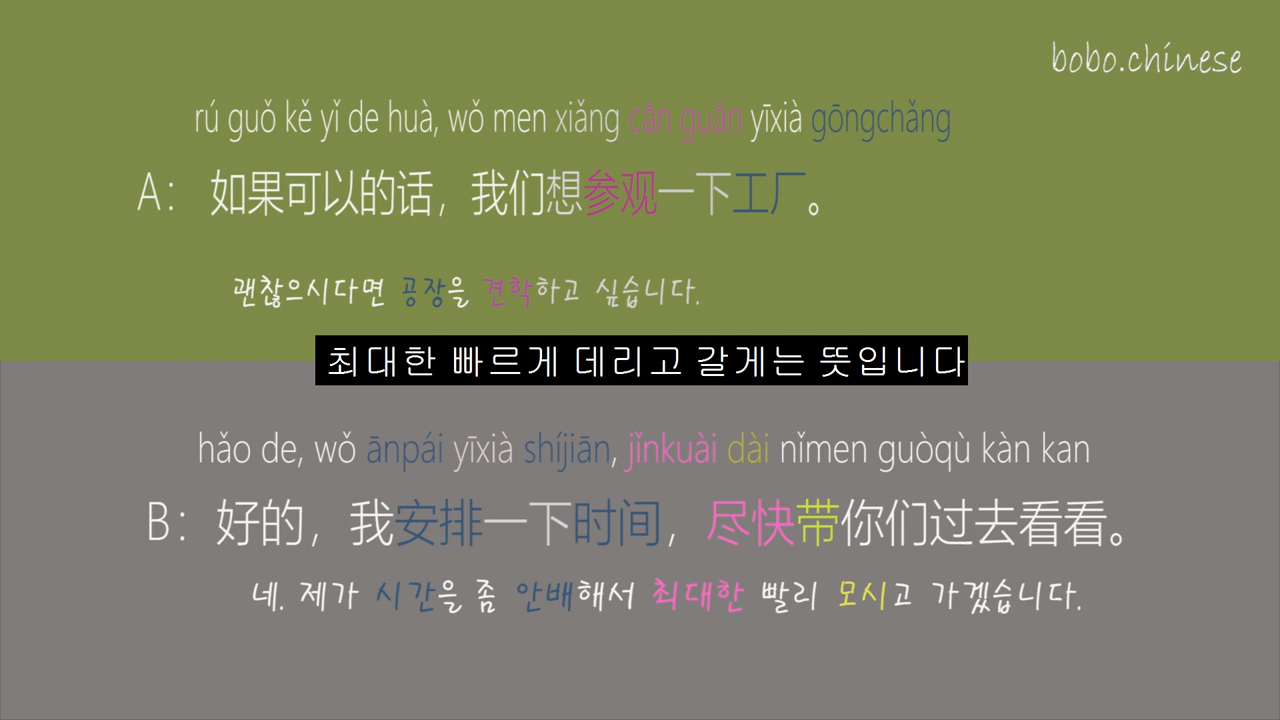 bobo.chinese
rú guǒ kě yǐ de huà, wǒ men xiǎng cān guān yīxià gōngchǎng
A: 如果可以的话，我们想参观一下工厂。
괜찮으시다면 공장을 견학하고 싶습니다.
최대한 빠르게 데리고 갈게는 뜻입니다
hǎo de, wǒ ānpái yīxià shíjiān, jǐnkuài dài nǐmen guòqù kàn kan
B: 好的，我安排一下时间，尽快带你们过去看看。
네. 제가 시간을 좀 안배해서 최대한 빨리 모시고 가겠습니다.